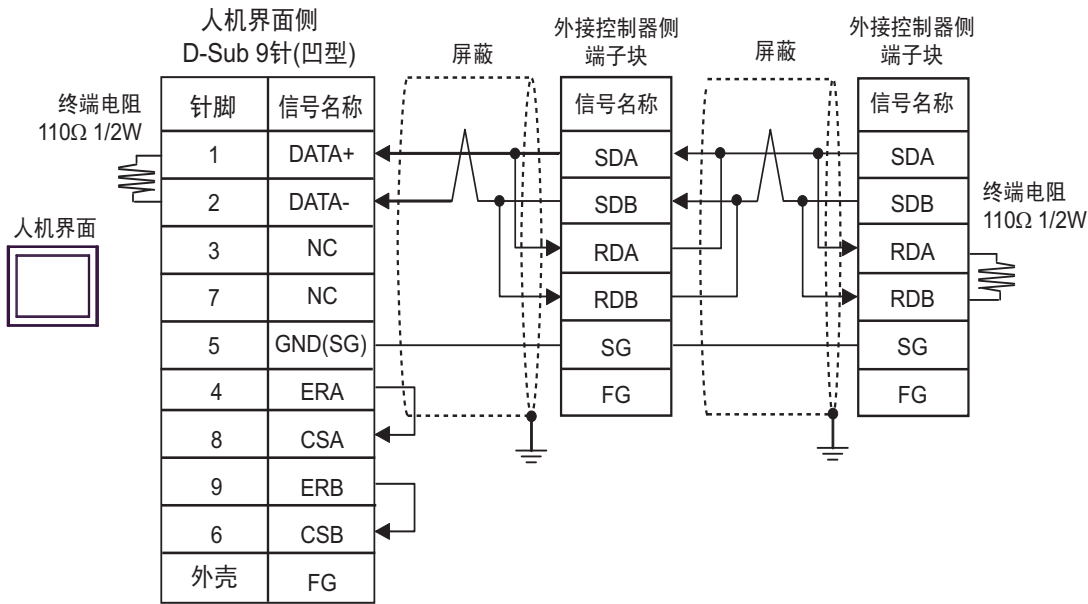 人机界面侧
D-Sub 9针(凹型)
屏蔽
外接控制器侧
端子块
屏蔽
外接控制器侧
端子块
终端电阻
110Ω 1/2W
人机界面
针脚 信号名称
1 DATA+
2 DATA-
3 NC
7 NC
5 GND(SG)
4 ERA
8 CSA
9 ERB
6 CSB
外壳 FG
信号名称
SDA
SDB
RDA
RDB
SG
FG
信号名称
SDA
SDB
RDA
RDB
SG
FG
终端电阻
110Ω 1/2W